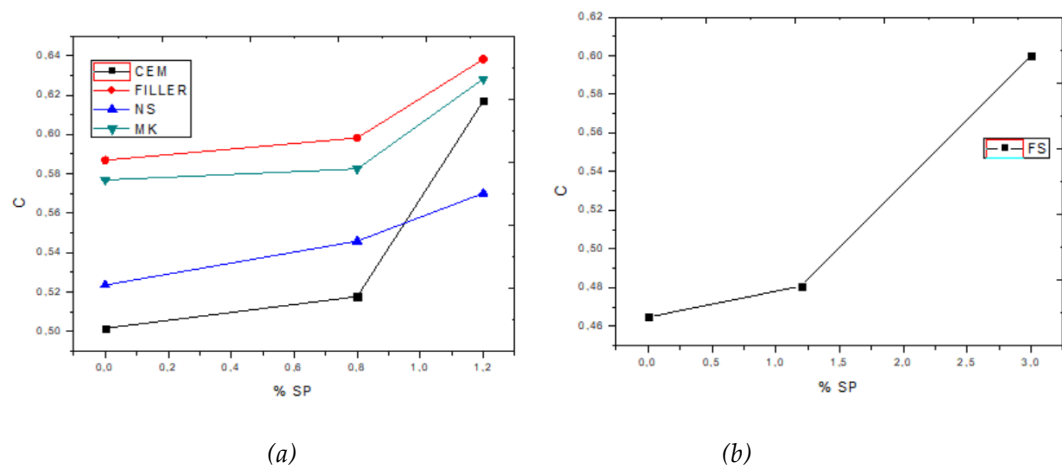 0,64
0,62
0,60
0,58
0,56
0,54
0,52
0,50
C
CEM
FILLER
NS
MK
0,0 0,2 0,4 0,6 0,8 1,0 1,2
% SP
(a)
0,62
0,60
0,58
0,56
0,54
0,52
0,50
0,48
0,46
C
FS
0,0 0,5 1,0 1,5 2,0 2,5 3,0
% SP
(b)